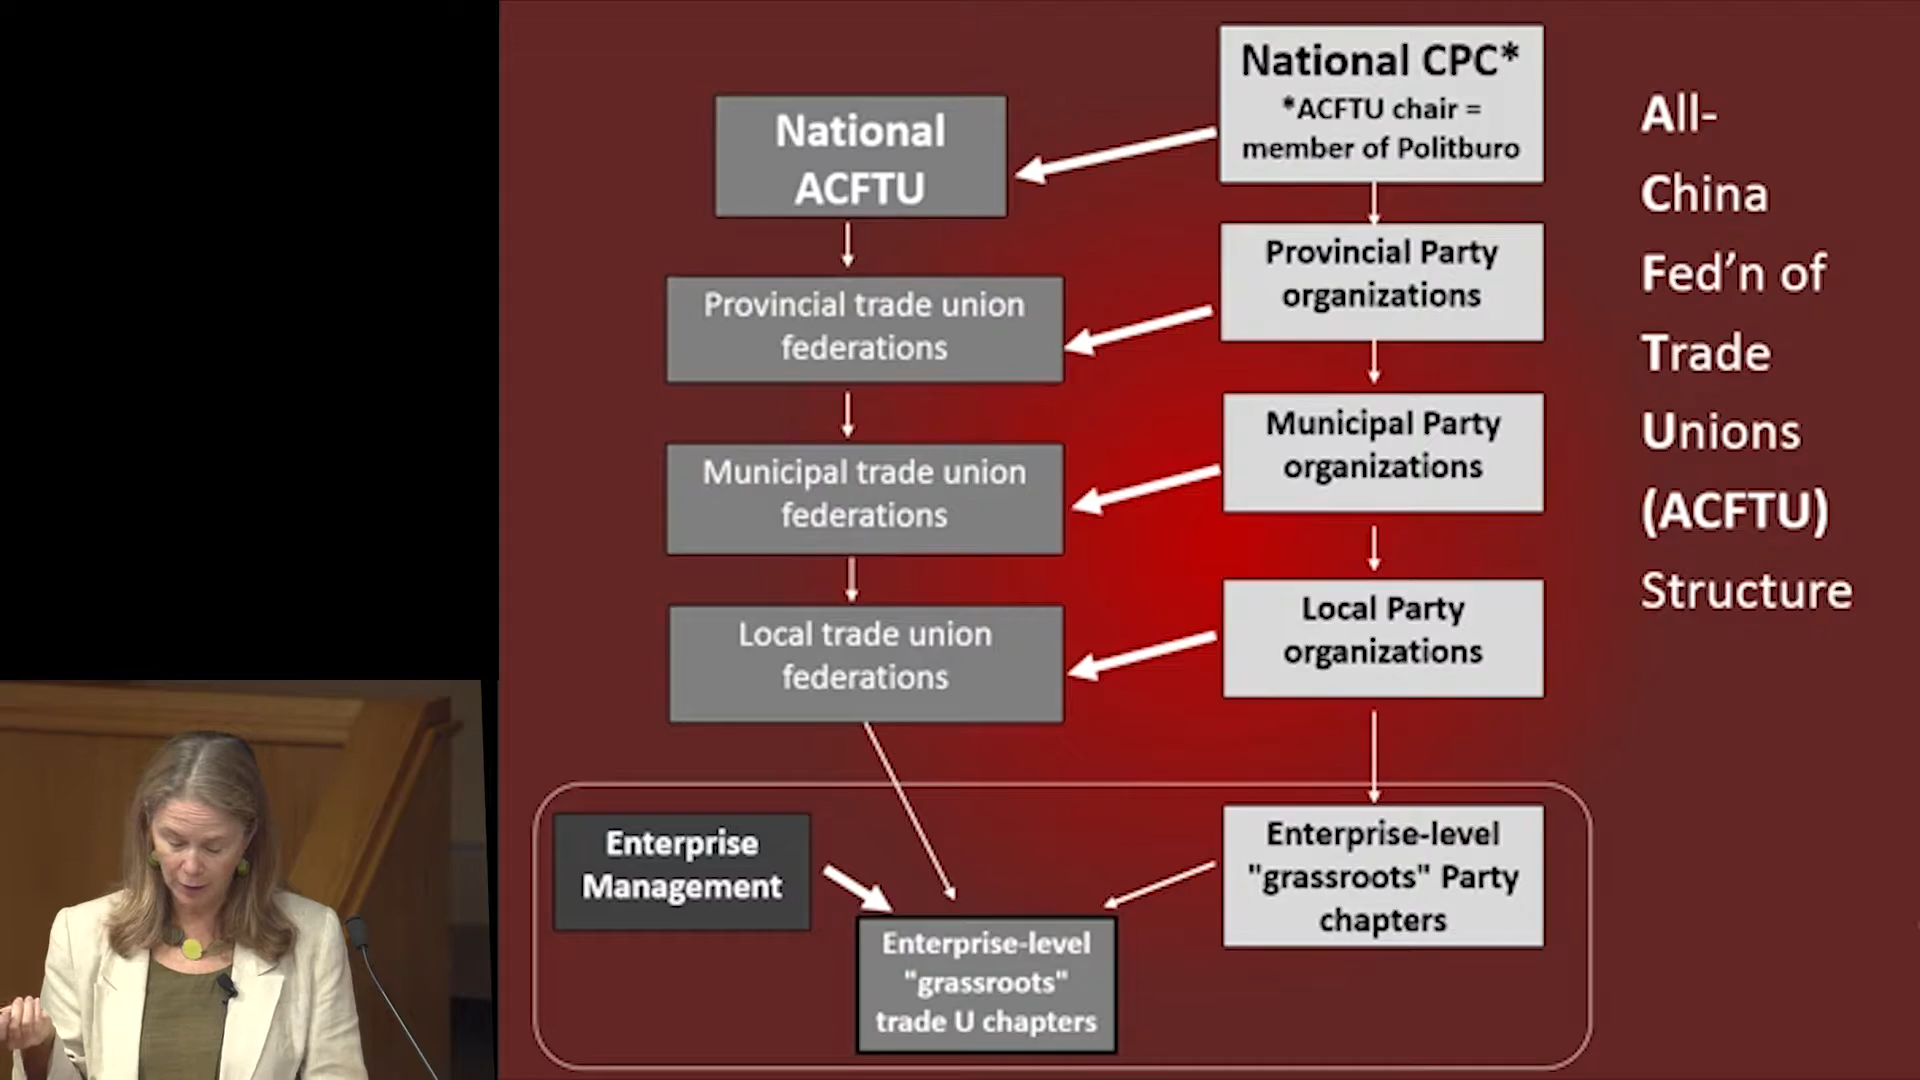 National CPC*
*ACFTU chair =
member of Politburo
National
ACFTU
Provincial Party
organizations
Provincial trade union
federations
Municipal Party
organizations
Municipal trade union
federations
Local Party
organizations
Local trade union
federations
Enterprise
Management
Enterprise-level
"grassroots" Party
chapters
Enterprise-level
"grassroots"
trade U chapters
All-
China
Fed’n of
Trade
Unions
(ACFTU)
Structure